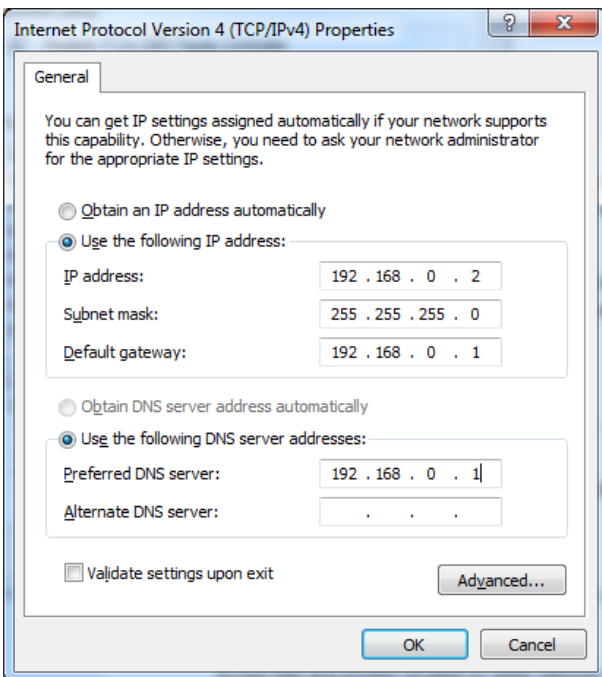 Internet Protocol Version 4 (TCP/IPv4) Properties
?
X
General
You can get IP settings assigned automatically if your network supports
this capability. Otherwise, you need to ask your network administrator
for the appropriate IP settings.
Obtain an IP address automatically
Use the following IP address:
IP address: 192 . 168 . 0 . 2
Subnet mask: 255 . 255 . 255 . 0
Default gateway: 192 . 168 . 0 . 1
Obtain DNS server address automatically
Use the following DNS server addresses:
Preferred DNS server: 192 . 168 . 0 . 1
Alternate DNS server: . . .
Validate settings upon exit
Advanced...
OK Cancel